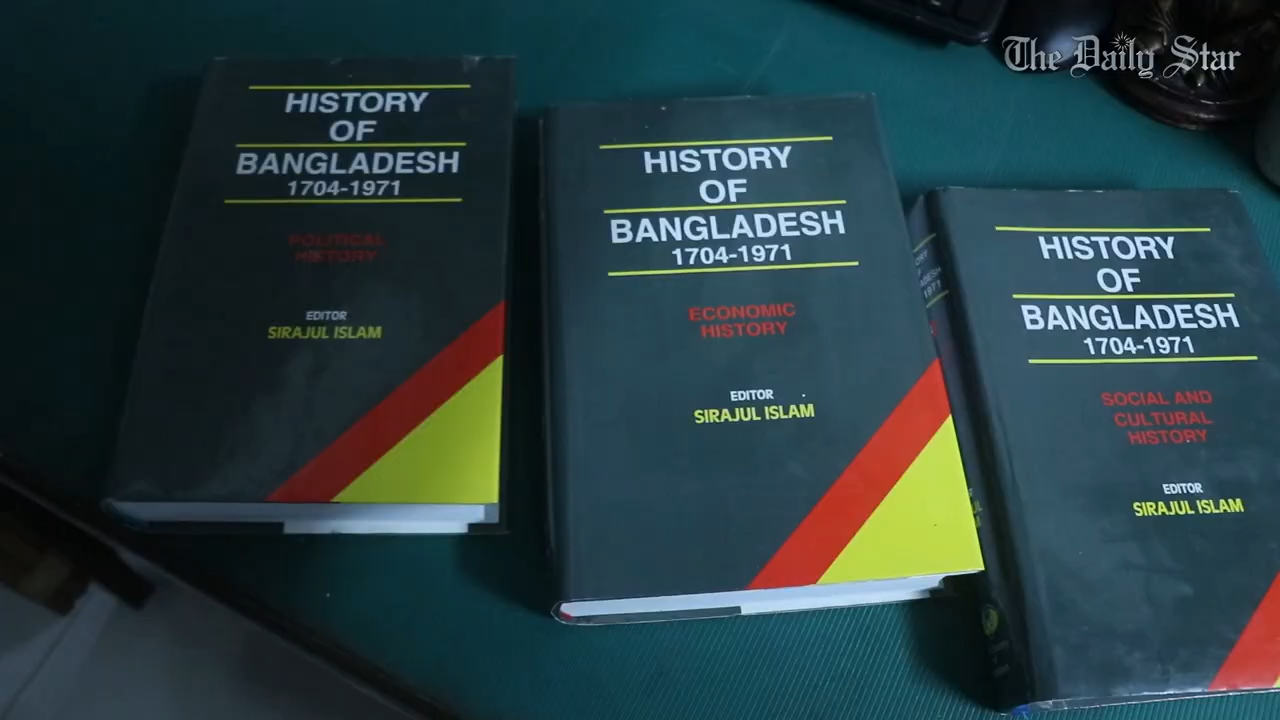 The Daily Star
HISTORY
OF
BANGLADESH
1704-1971
POLITICAL
HISTORY
EDITOR
SIRAJUL ISLAM
HISTORY
OF
BANGLADESH
1704-1971
ECONOMIC
HISTORY
EDITOR
SIRAJUL ISLAM
HISTORY
OF
BANGLADESH
1704-1971
SOCIAL AND
CULTURAL
HISTORY
EDITOR
SIRAJUL ISLAM